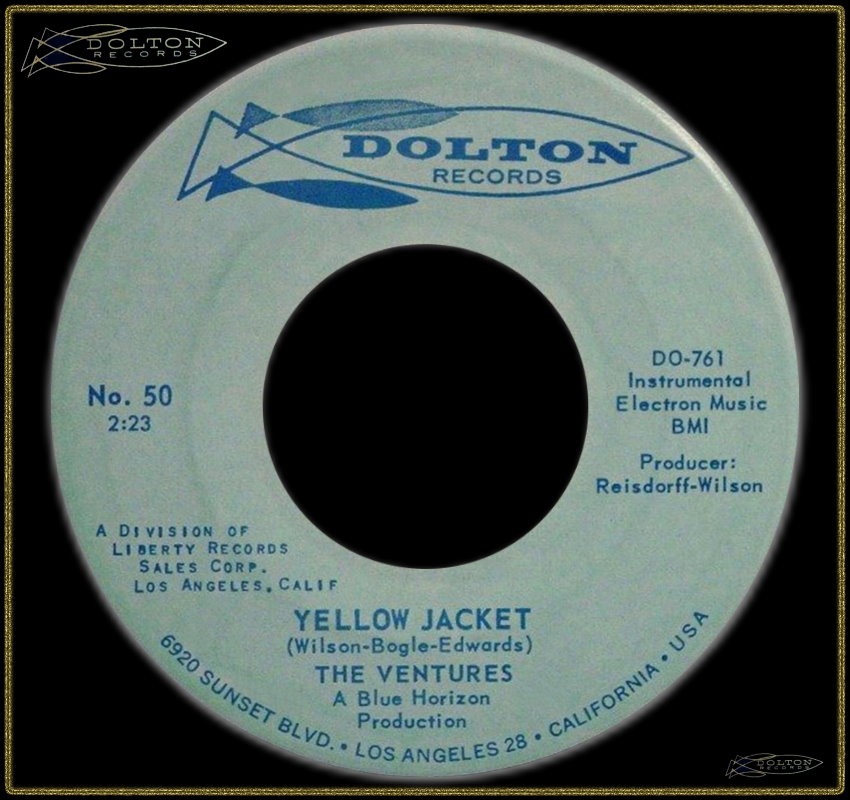 DOLTON
RECORDS
DOLTON
RECORDS
No. 50
2:23
DO-761
Instrumental
Electron Music
BMI
Producer:
Reisdorff-Wilson
A DIVISION OF
LIBERTY RECORDS
SALES CORP.
LOS ANGELES, CALIF
YELLOW JACKET
(Wilson-Bogle-Edwards)
THE VENTURES
A Blue Horizon
Production
6920 SUNSET BLVD. • LOS ANGELES 28 • CALIFORNIA • USA
DOLTON
RECORDS